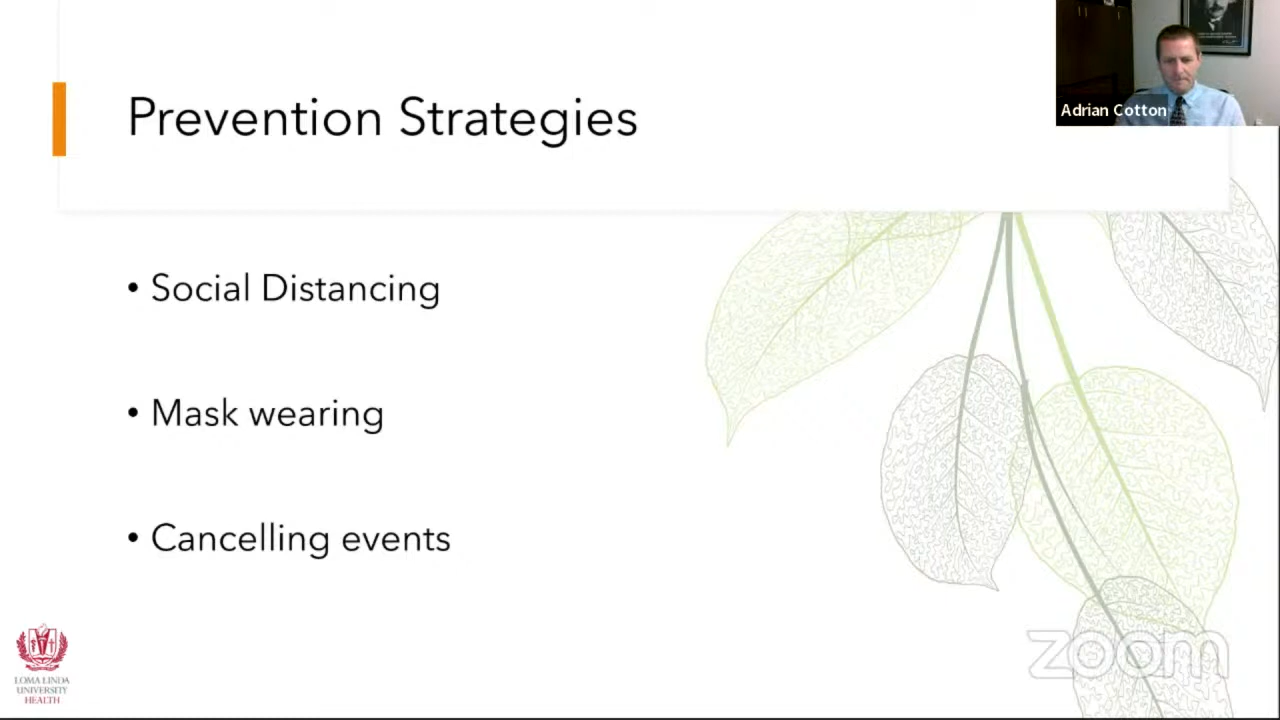 Prevention Strategies
Adrian Cotton
• Social Distancing
• Mask wearing
• Cancelling events
LOMA LINDA
UNIVERSITY
HEALTH
zoom